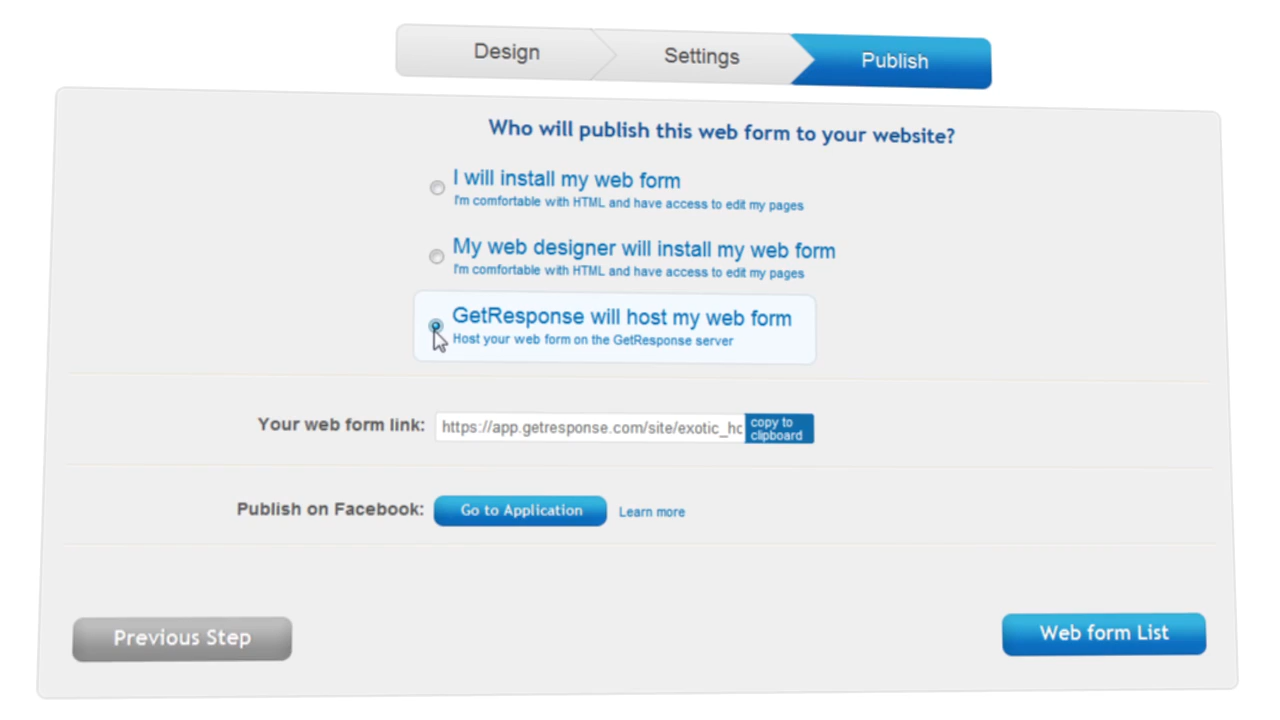 Design
Settings
Publish
Who will publish this web form to your website?
I will install my web form
I'm comfortable with HTML and have access to edit my pages
My web designer will install my web form
I'm comfortable with HTML and have access to edit my pages
GetResponse will host my web form
Host your web form on the GetResponse server
Your web form link:
https://app.getresponse.com/site/exotic_hc
copy to
clipboard
Publish on Facebook:
Go to Application
Learn more
Previous Step
Web form List